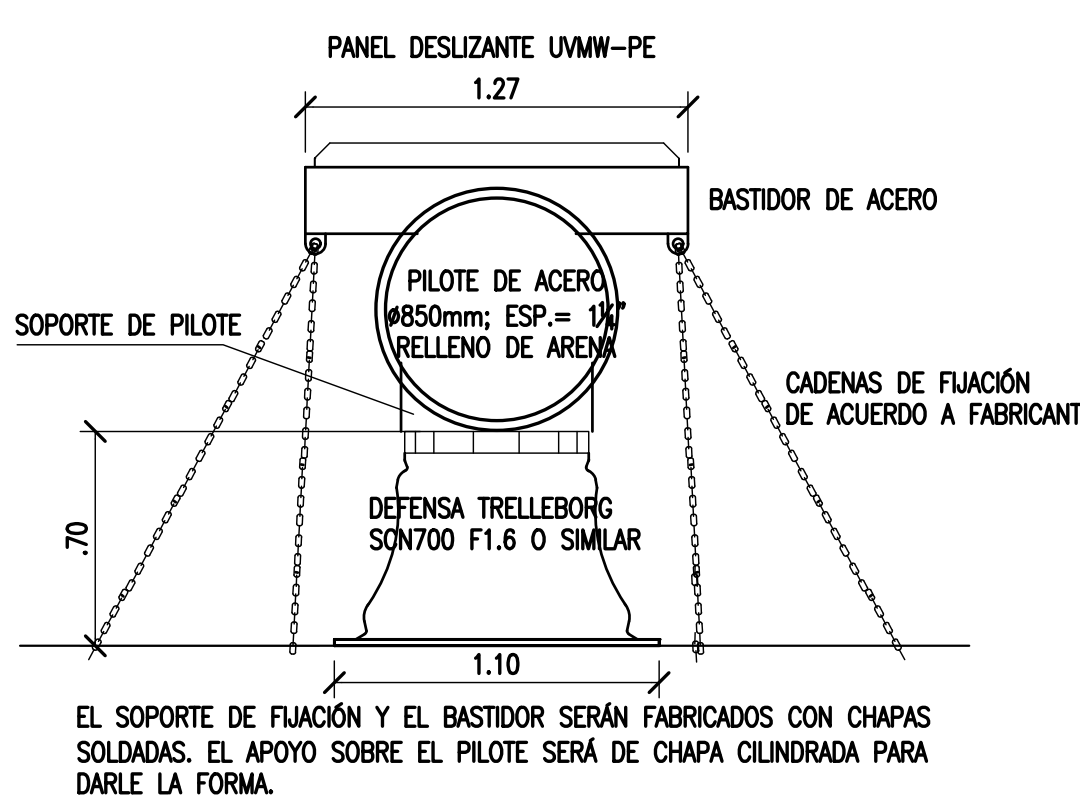 PANEL DESLIZANTE UVMW-PE
1.27
BASTIDOR DE ACERO
PILOTE DE ACERO
ø850mm; ESP.= 1¼"
RELLENO DE ARENA
SOPORTE DE PILOTE
CADENAS DE FIJACIÓN
DE ACUERDO A FABRICANT
DEFENSA TRELLEBORG
SCN700 F1.6 O SIMILAR
.70
1.10
EL SOPORTE DE FIJACIÓN Y EL BASTIDOR SERÁN FABRICADOS CON CHAPAS
SOLDADAS. EL APOYO SOBRE EL PILOTE SERÁ DE CHAPA CILINDRADA PARA
DARLE LA FORMA.